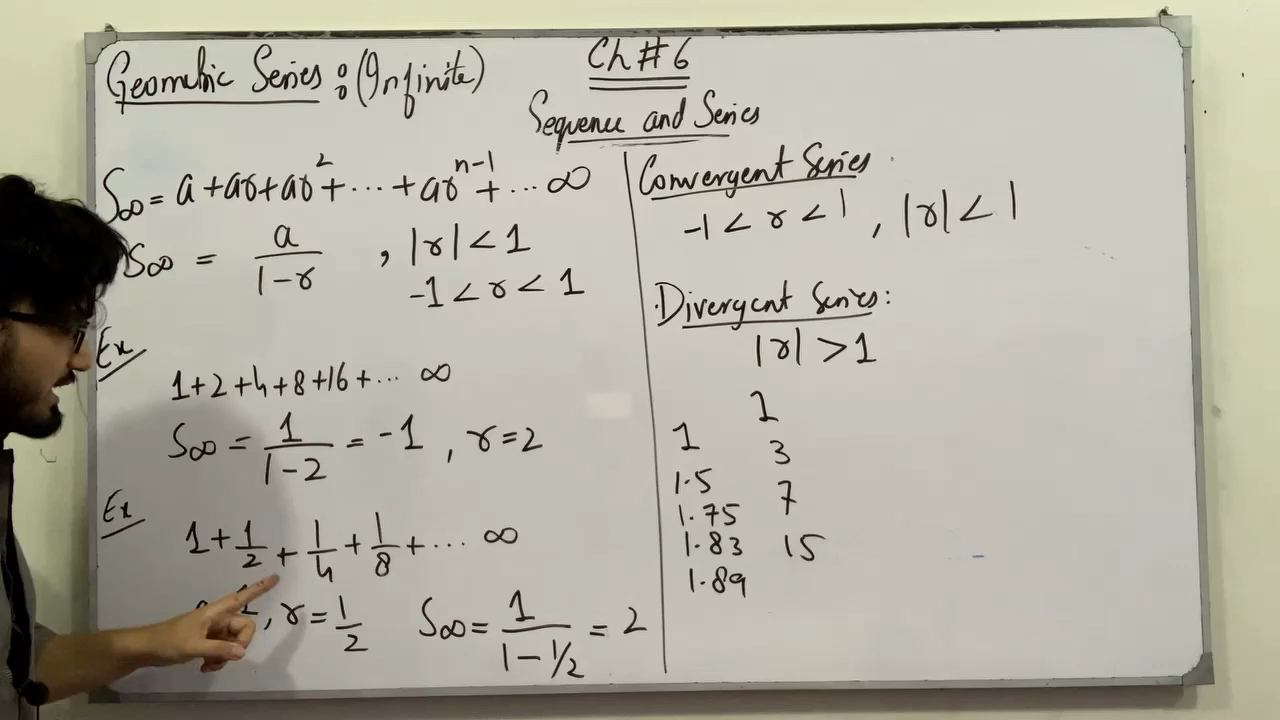 Ch # 6
Sequence and Series
Geometric Series : (Infinite)
S∞ = a + ar + ar² + ... + arⁿ⁻¹ + ... ∞
S∞ = a/(1-r) , |r| < 1
-1 < r < 1
Ex
1 + 2 + 4 + 8 + 16 + ... ∞
S∞ = 1/(1-2) = -1 , r = 2
Ex
1 + 1/2 + 1/4 + 1/8 + ... ∞
, r = 1/2 S∞ = 1/(1-1/2) = 2
Convergent Series
-1 < r < 1 , |r| < 1
Divergent Series:
|r| > 1
1
1.5
1.75
1.83
1.89
1
3
7
15